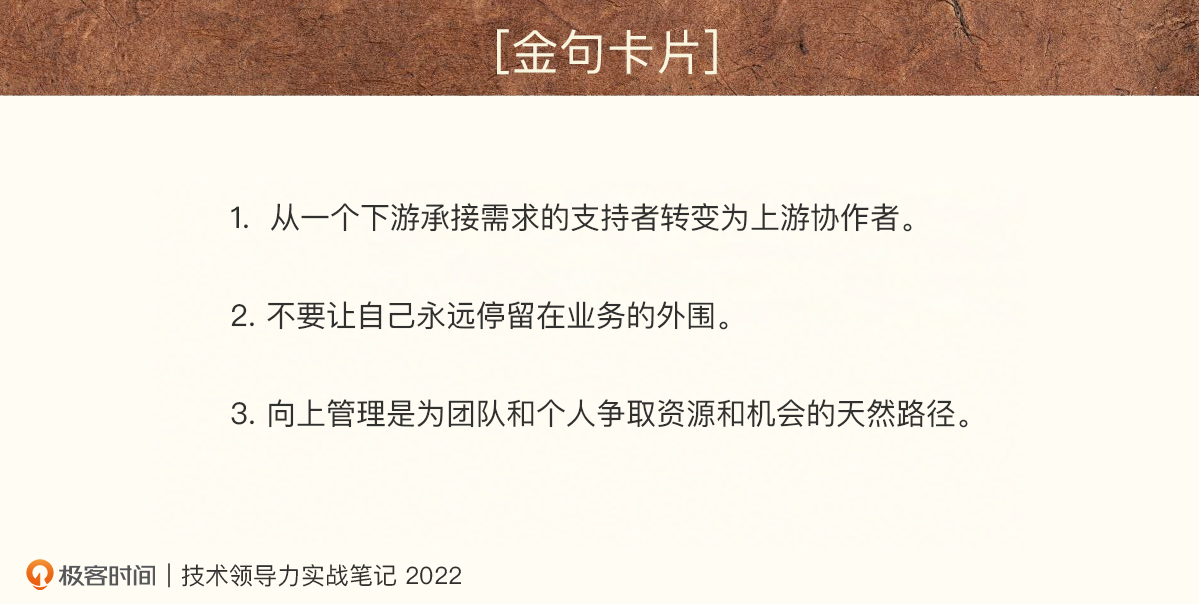 [金句卡片]
1. 从一个下游承接需求的支持者转变为上游协作者。
2. 不要让自己永远停留在业务的外围。
3. 向上管理是为团队和个人争取资源和机会的天然路径。
极客时间 | 技术领导力实战笔记 2022